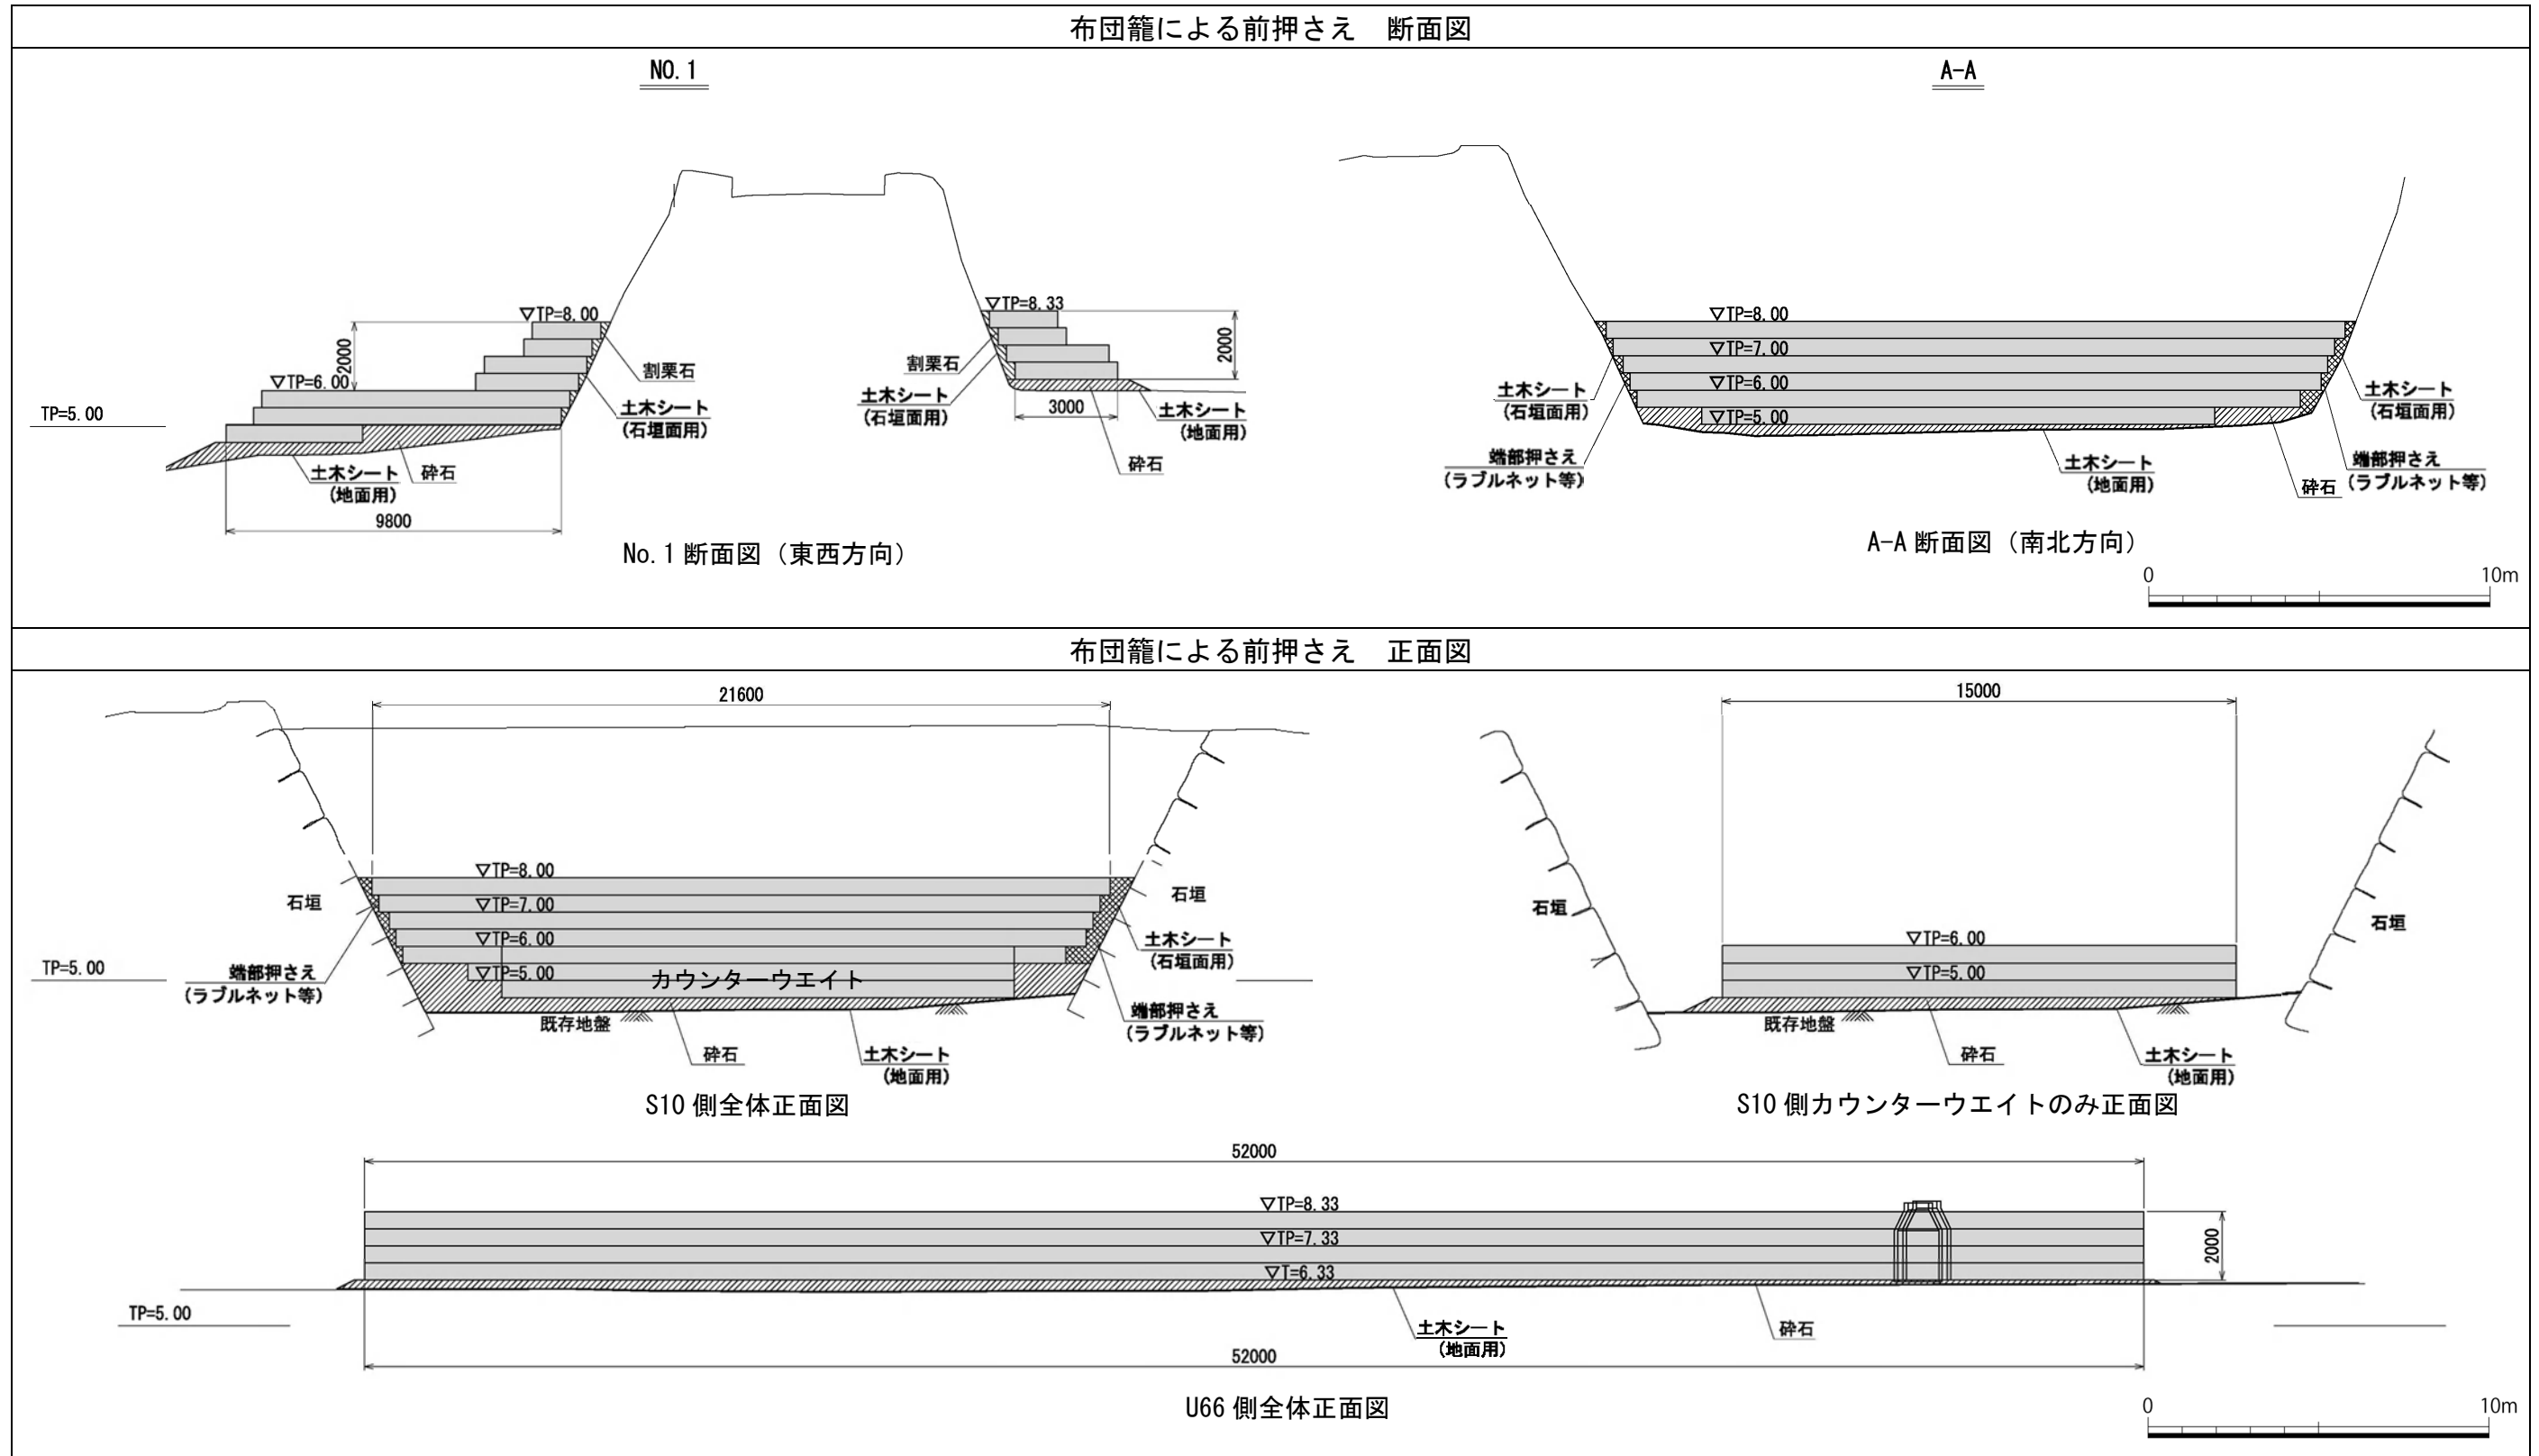 布団籠による前押さえ　断面図
NO. 1
▽TP=8. 00
2000
▽TP=6. 00
TP=5. 00
割栗石
土木シート
(石垣面用)
土木シート
(地面用)
砕石
9800
▽TP=8. 33
2000
割栗石
土木シート
(石垣面用)
3000
土木シート
(地面用)
砕石
No. 1 断面図（東西方向）
A-A
▽TP=8. 00
▽TP=7. 00
▽TP=6. 00
▽TP=5. 00
土木シート
(石垣面用)
端部押さえ
(ラブルネット等)
土木シート
(地面用)
土木シート
(石垣面用)
端部押さえ
(ラブルネット等)
砕石
A-A 断面図（南北方向）
0 10m
布団籠による前押さえ　正面図
21600
▽TP=8. 00
▽TP=7. 00
▽TP=6. 00
▽TP=5. 00
カウンターウエイト
石垣
石垣
TP=5. 00
端部押さえ
(ラブルネット等)
土木シート
(石垣面用)
端部押さえ
(ラブルネット等)
既存地盤
砕石
土木シート
(地面用)
S10 側全体正面図
15000
石垣
石垣
▽TP=6. 00
▽TP=5. 00
既存地盤
砕石
土木シート
(地面用)
S10 側カウンターウエイトのみ正面図
52000
▽TP=8. 33
▽TP=7. 33
▽T=6. 33
2000
TP=5. 00
土木シート
(地面用)
砕石
52000
U66 側全体正面図
0 10m